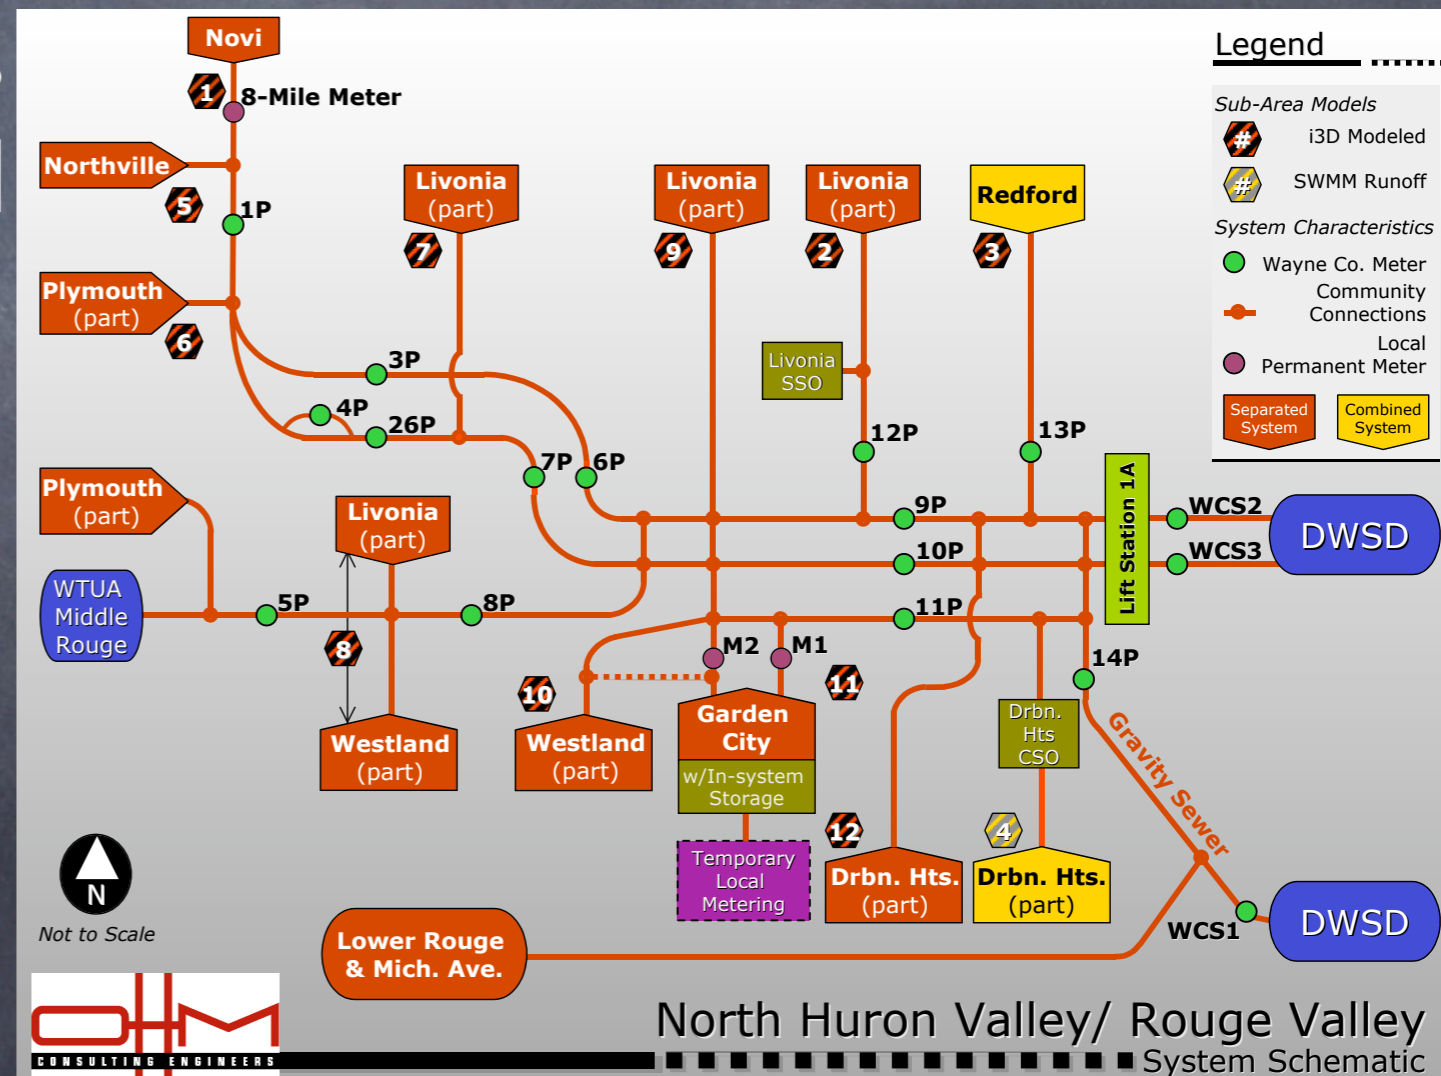 Novi
1
8-Mile Meter
Northville
5
1P
Plymouth
(part)
6
Livonia
(part)
7
Livonia
(part)
9
Livonia
(part)
2
Redford
3
Legend
Sub-Area Models
#
i3D Modeled
#
SWMM Runoff
System Characteristics
Wayne Co. Meter
Community
Connections
Local
Permanent Meter
Separated
System
Combined
System
3P
4P
26P
Livonia
SSO
12P
13P
7P
6P
Plymouth
(part)
Livonia
(part)
9P
10P
Lift Station 1A
WCS2
WCS3
DWSD
WTUA
Middle
Rouge
5P
8P
11P
8
M2
M1
14P
10
11
Westland
(part)
Westland
(part)
Garden
City
w/In-system
Storage
Temporary
Local
Metering
Drbn.
Hts
CSO
Gravity Sewer
12
4
Drbn. Hts.
(part)
Drbn. Hts.
(part)
WCS1
DWSD
N
Not to Scale
Lower Rouge
& Mich. Ave.
OHM
CONSULTING ENGINEERS
North Huron Valley/ Rouge Valley
System Schematic